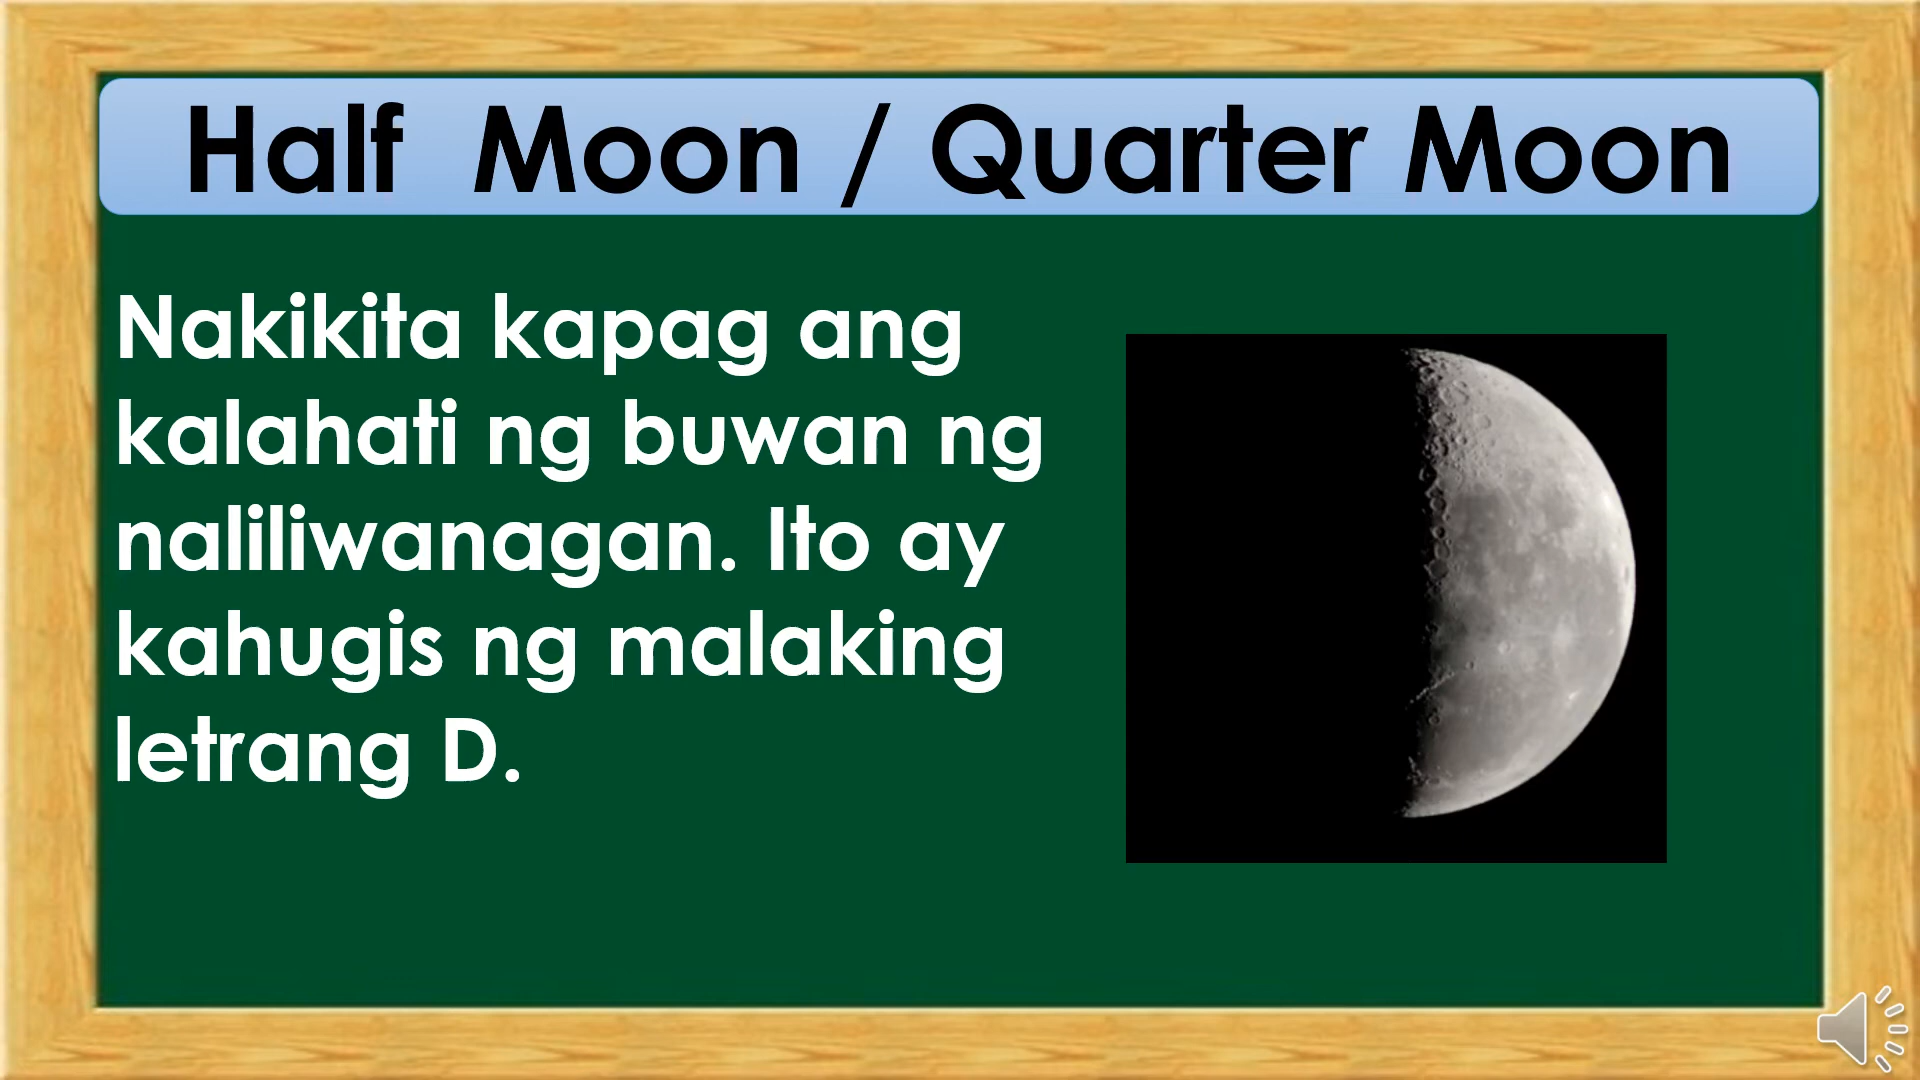 Half Moon / Quarter Moon
Nakikita kapag ang
kalahati ng buwan ng
naliliwanagan. Ito ay
kahugis ng malaking
letrang D.